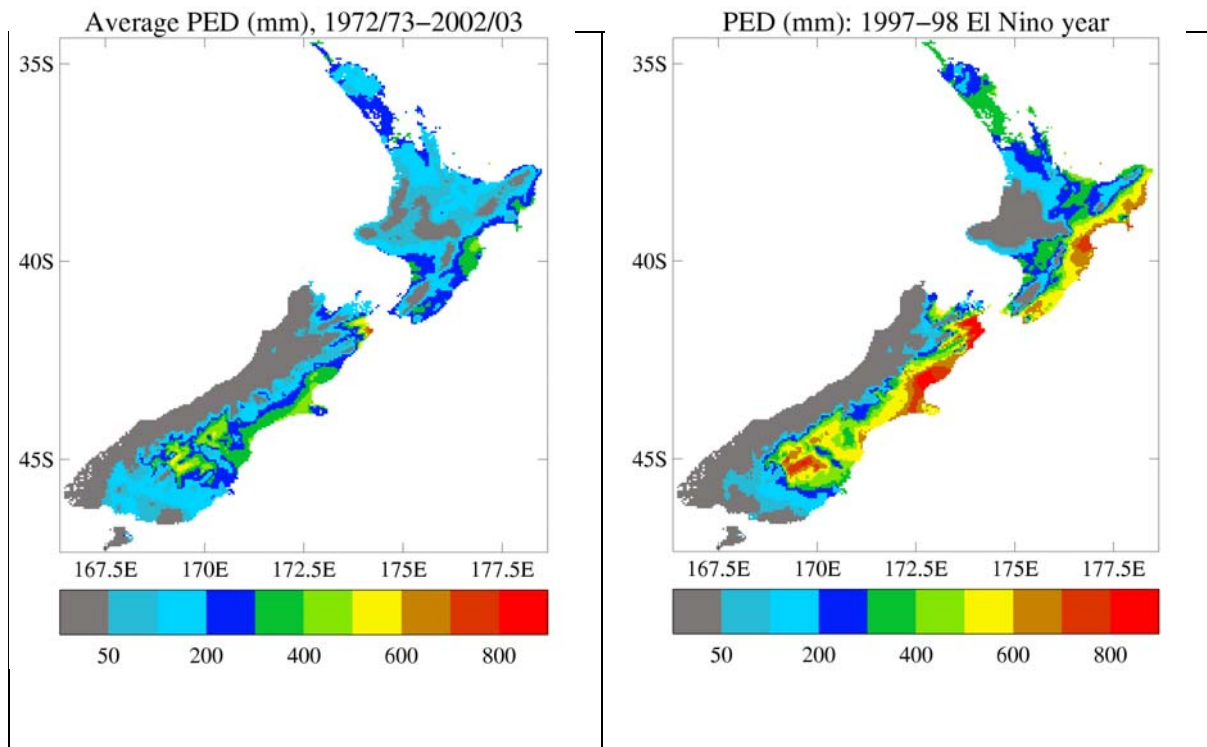 Average PED (mm), 1972/73−2002/03
35S
40S
45S
167.5E 170E 172.5E 175E 177.5E
50 200 400 600 800
PED (mm): 1997−98 El Nino year
35S
40S
45S
167.5E 170E 172.5E 175E 177.5E
50 200 400 600 800